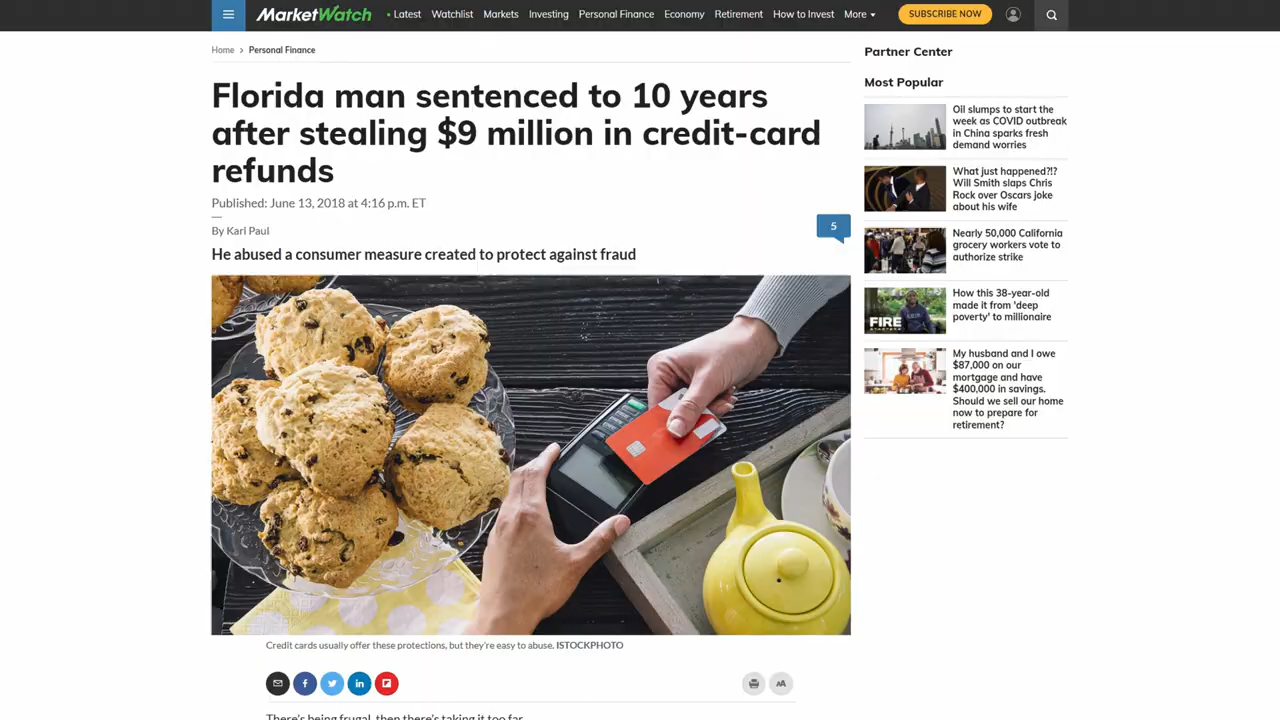 MarketWatch
• Latest Watchlist Markets Investing Personal Finance Economy Retirement How to Invest More
SUBSCRIBE NOW
Home > Personal Finance
Florida man sentenced to 10 years
after stealing $9 million in credit-card
refunds
Published: June 13, 2018 at 4:16 p.m. ET
By Kari Paul
5
He abused a consumer measure created to protect against fraud
Credit cards usually offer these protections, but they're easy to abuse. ISTOCKPHOTO
AA
There's being frugal, then there's taking it too far.
Partner Center
Most Popular
Oil slumps to start the
week as COVID outbreak
in China sparks fresh
demand worries
What just happened?!?
Will Smith slaps Chris
Rock over Oscars joke
about his wife
Nearly 50,000 California
grocery workers vote to
authorize strike
FIRE
How this 38-year-old
made it from 'deep
poverty' to millionaire
My husband and I owe
$87,000 on our
mortgage and have
$400,000 in savings.
Should we sell our home
now to prepare for
retirement?